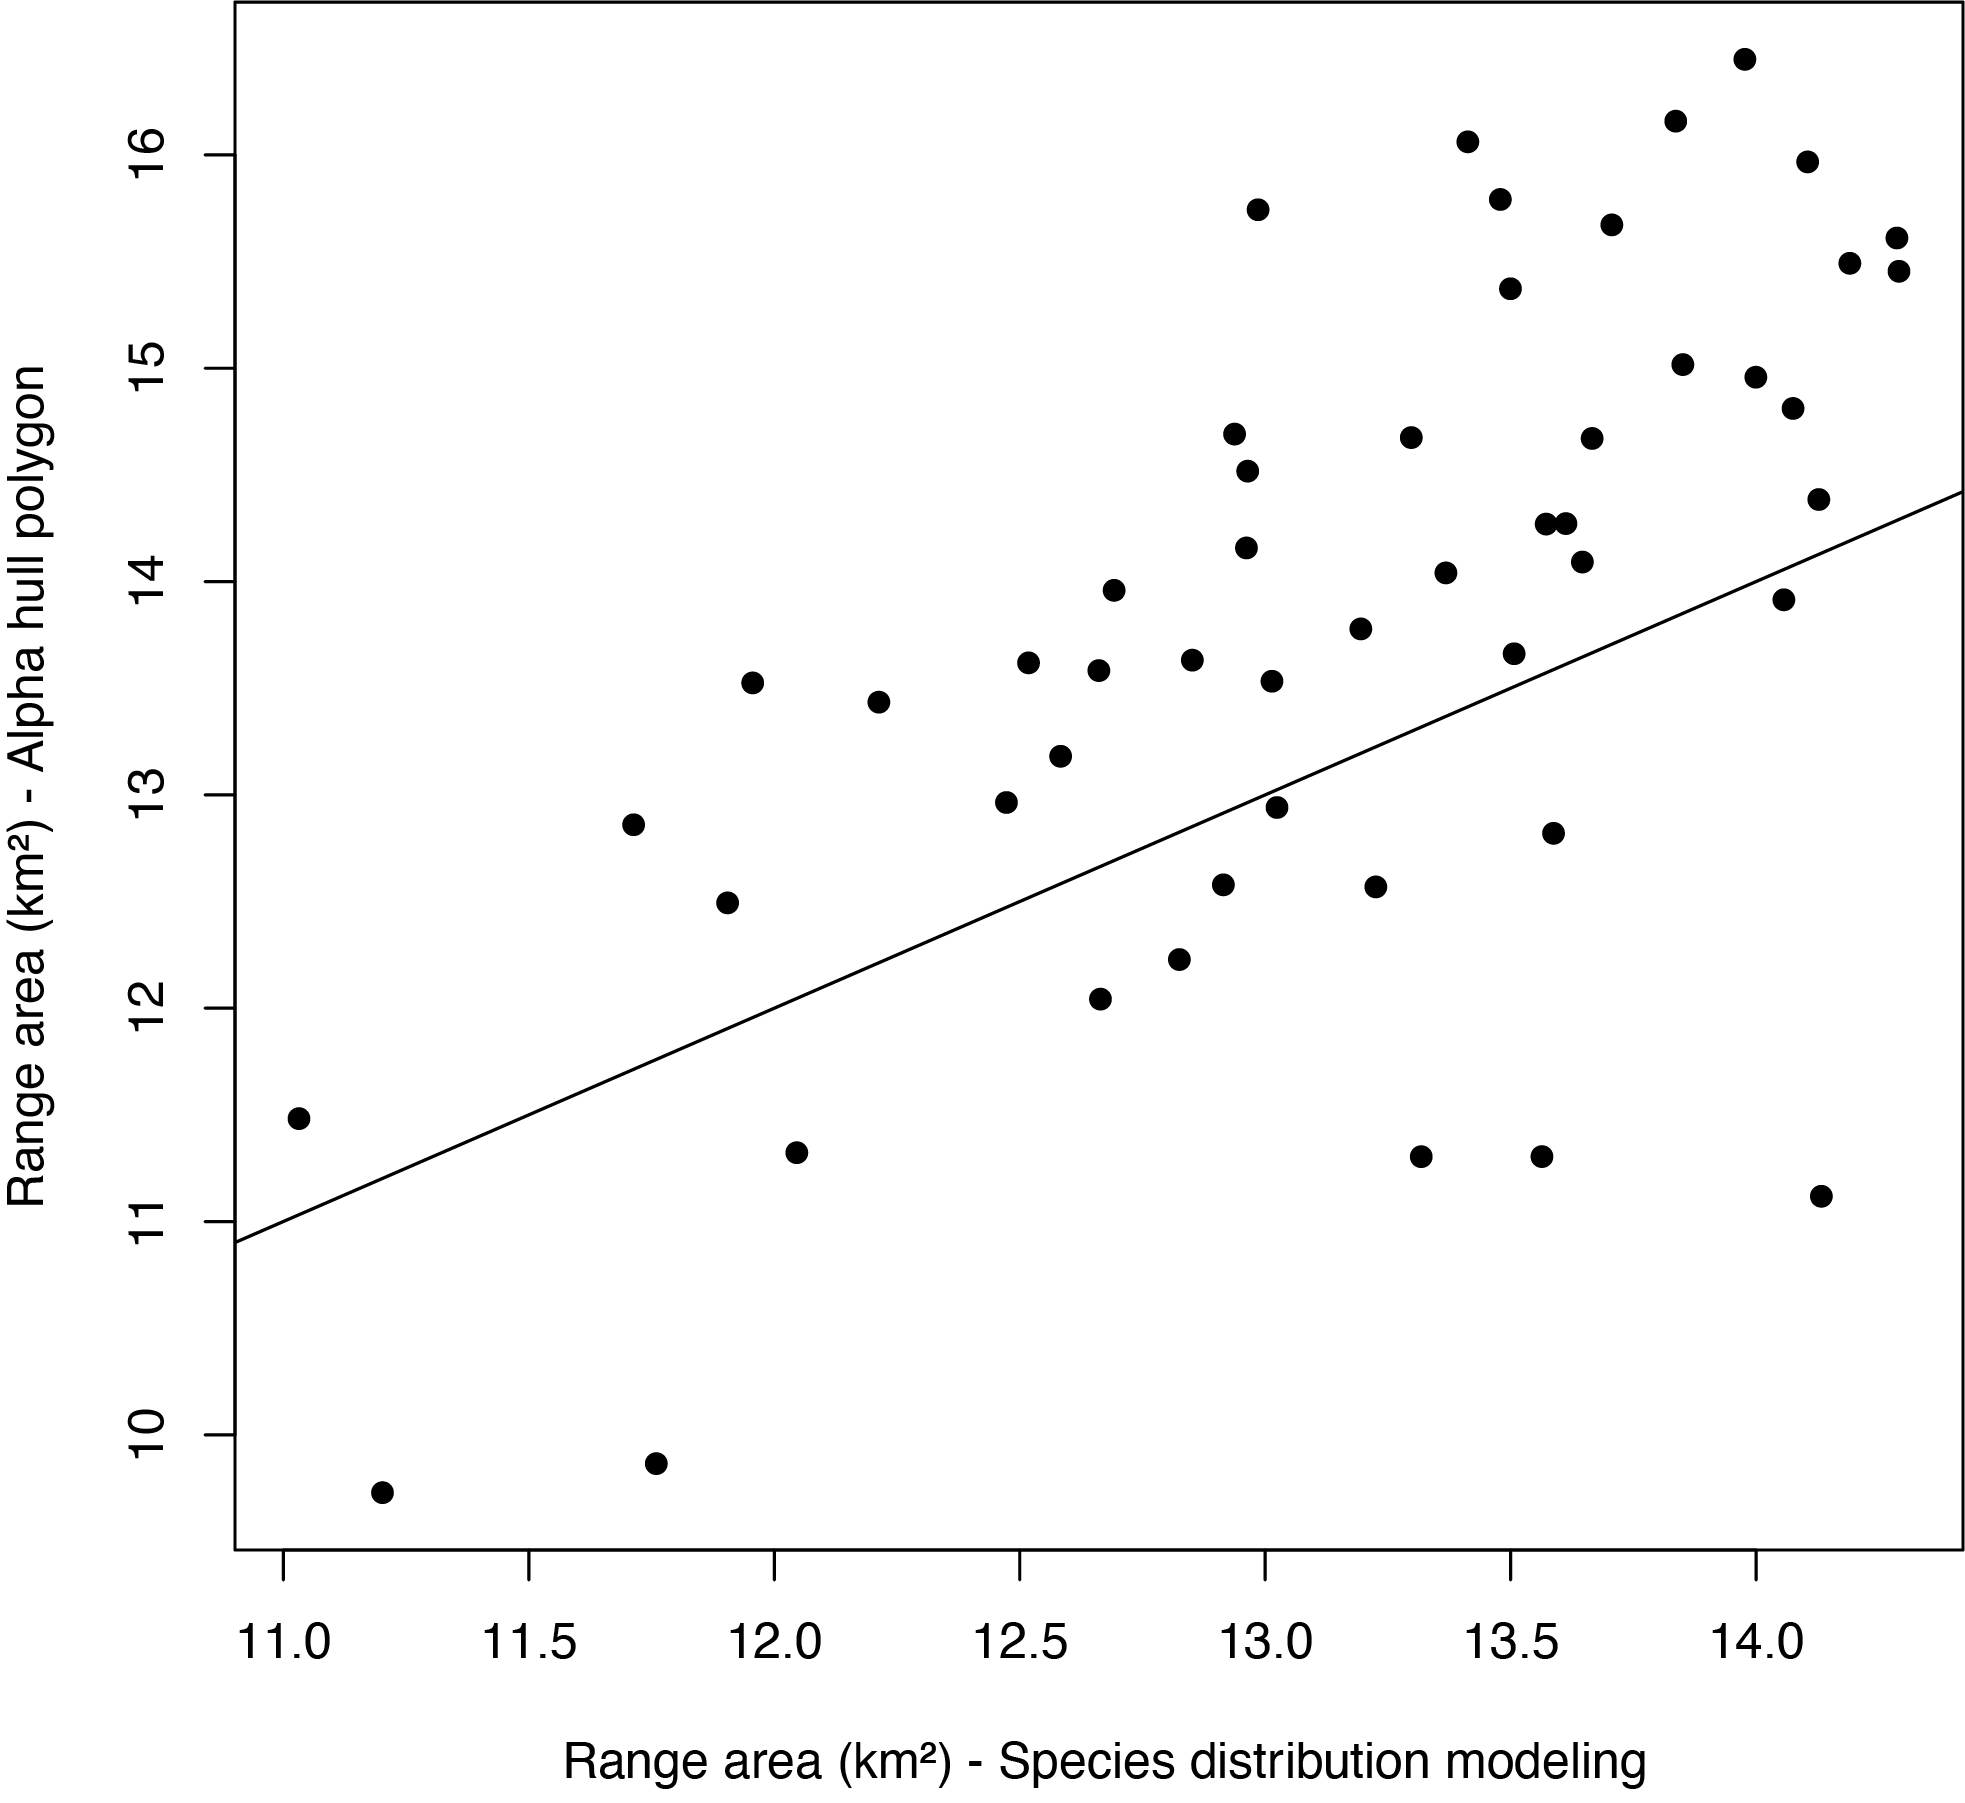 Range area (km²) - Alpha hull polygon
16
15
14
13
12
11
10
11.0 11.5 12.0 12.5 13.0 13.5 14.0
Range area (km²) - Species distribution modeling